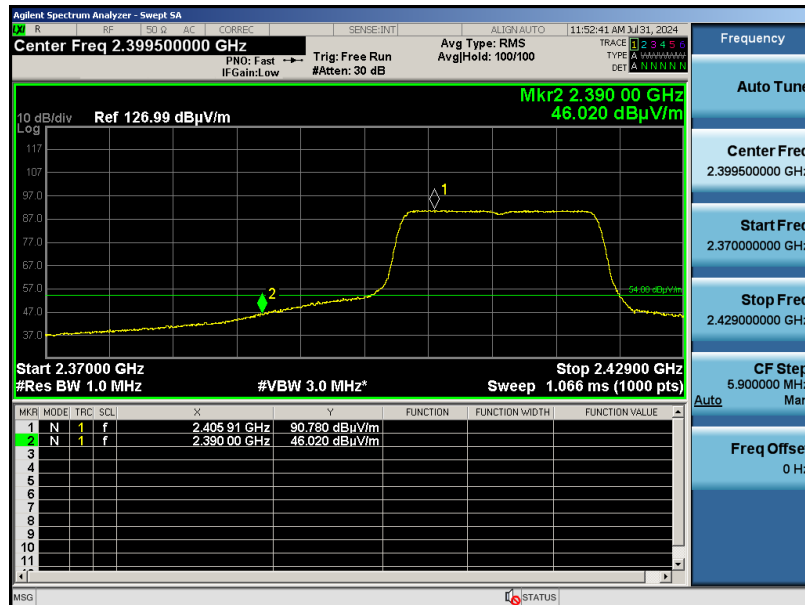 Agilent Spectrum Analyzer - Swept SA
LXI R RF 50 Ω AC CORREC SENSE:INT ALIGN AUTO 11:52:41 AM Jul 31, 2024
Center Freq 2.399500000 GHz
PNO: Fast
IFGain:Low
Trig: Free Run
#Atten: 30 dB
Avg Type: RMS
Avg|Hold: 100/100
TRACE 1 2 3 4 5 6
TYPE A WWWWW
DET A N N N N N
Mkr2 2.390 00 GHz
46.020 dBµV/m
10 dB/div Ref 126.99 dBµV/m
Log
117
107
97.0
87.0
77.0
67.0
57.0
47.0
37.0
1
2
54.00 dBµV/m
Start 2.37000 GHz Stop 2.42900 GHz
#Res BW 1.0 MHz #VBW 3.0 MHz* Sweep 1.066 ms (1000 pts)
MKR MODE TRC SCL X Y FUNCTION FUNCTION WIDTH FUNCTION VALUE
1 N 1 f 2.405 91 GHz 90.780 dBµV/m
2 N 1 f 2.390 00 GHz 46.020 dBµV/m
3
4
5
6
7
8
9
10
11
MSG STATUS
Frequency
Auto Tune
Center Freq
2.399500000 GHz
Start Freq
2.370000000 GHz
Stop Freq
2.429000000 GHz
CF Step
5.900000 MHz
Auto Man
Freq Offset
0 Hz